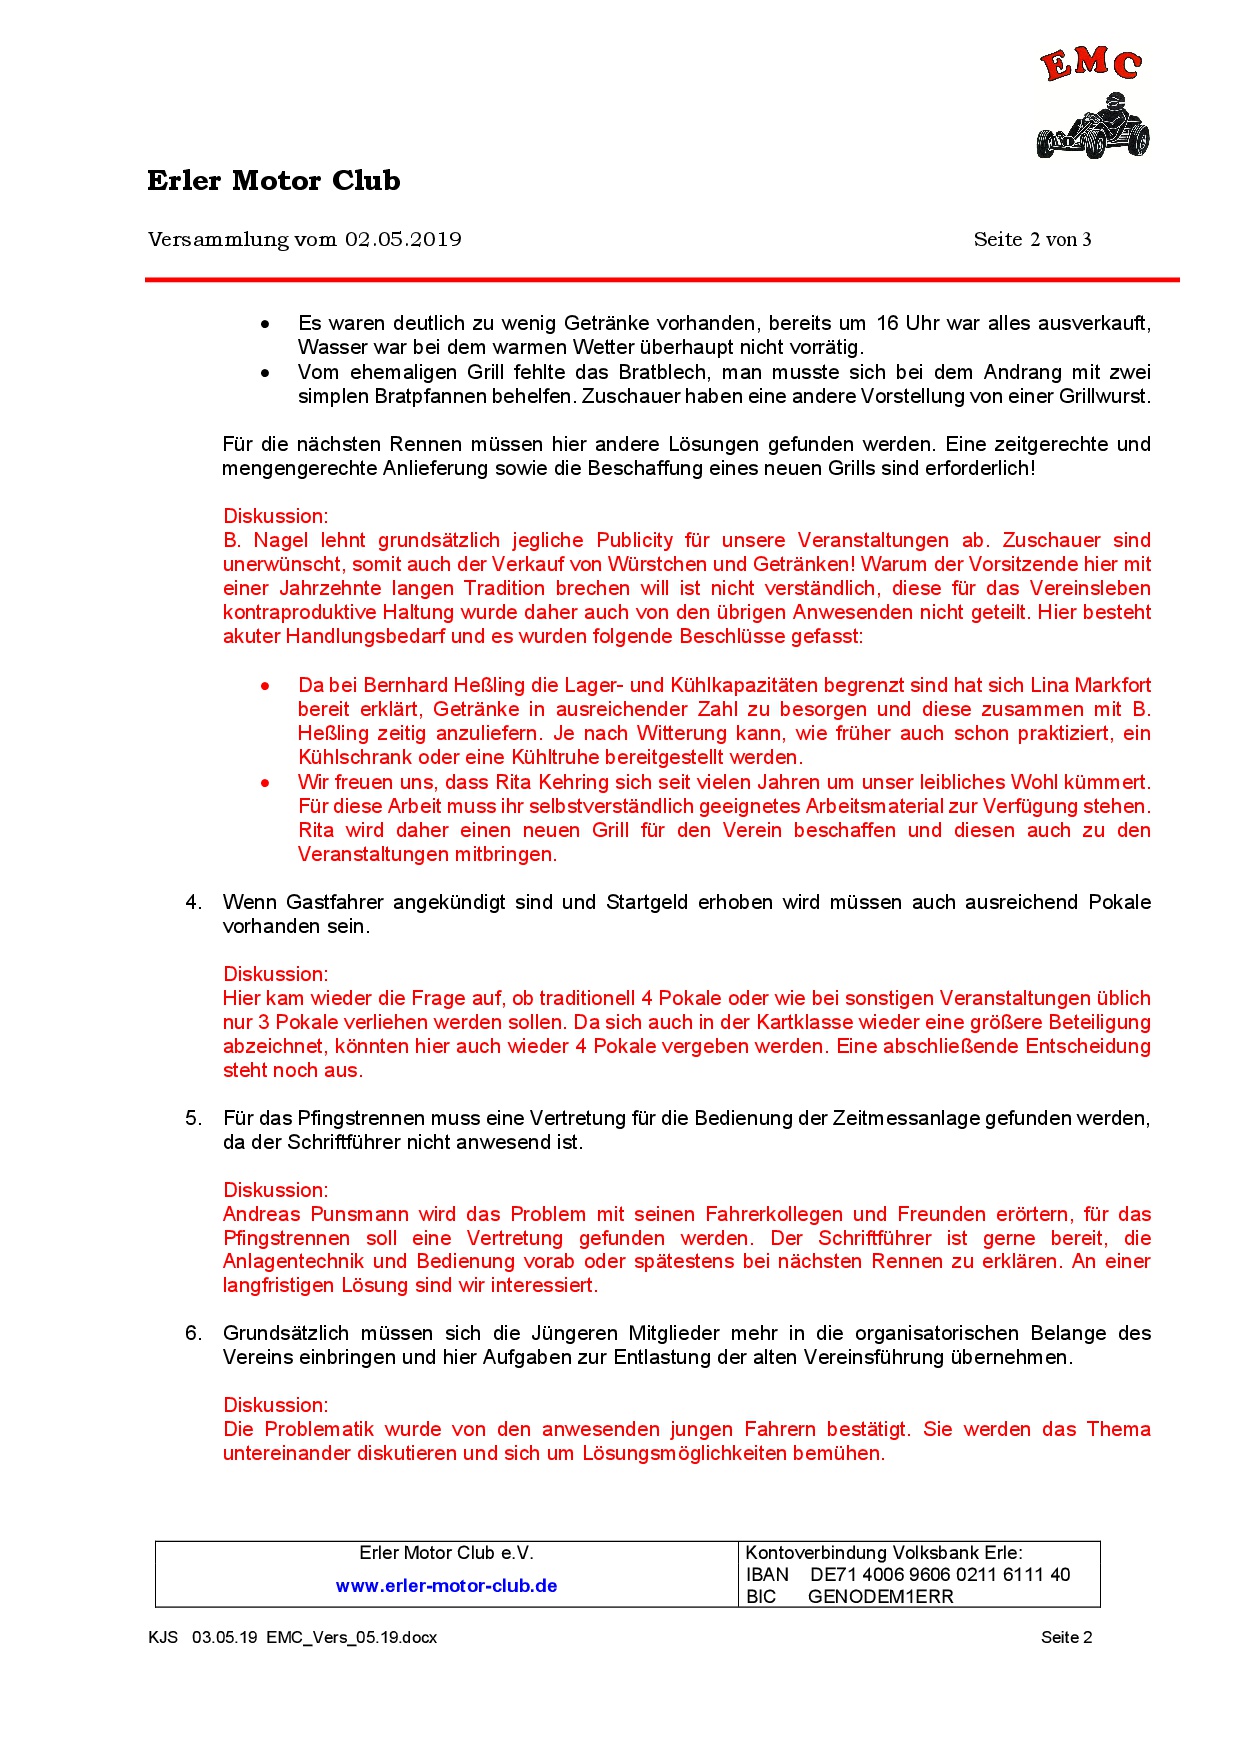 EMC
Erler Motor Club
Versammlung vom 02.05.2019 Seite 2 von 3
• Es waren deutlich zu wenig Getränke vorhanden, bereits um 16 Uhr war alles ausverkauft,
Wasser war bei dem warmen Wetter überhaupt nicht vorrätig.
• Vom ehemaligen Grill fehlte das Bratblech, man musste sich bei dem Andrang mit zwei
simplen Bratpfannen behelfen. Zuschauer haben eine andere Vorstellung von einer Grillwurst.
Für die nächsten Rennen müssen hier andere Lösungen gefunden werden. Eine zeitgerechte und
mengengerechte Anlieferung sowie die Beschaffung eines neuen Grills sind erforderlich!
Diskussion:
B. Nagel lehnt grundsätzlich jegliche Publicity für unsere Veranstaltungen ab. Zuschauer sind
unerwünscht, somit auch der Verkauf von Würstchen und Getränken! Warum der Vorsitzende hier mit
einer Jahrzehnte langen Tradition brechen will ist nicht verständlich, diese für das Vereinsleben
kontraproduktive Haltung wurde daher auch von den übrigen Anwesenden nicht geteilt. Hier besteht
akuter Handlungsbedarf und es wurden folgende Beschlüsse gefasst:
• Da bei Bernhard Heßling die Lager- und Kühlkapazitäten begrenzt sind hat sich Lina Markfort
bereit erklärt, Getränke in ausreichender Zahl zu besorgen und diese zusammen mit B.
Heßling zeitig anzuliefern. Je nach Witterung kann, wie früher auch schon praktiziert, ein
Kühlschrank oder eine Kühltruhe bereitgestellt werden.
• Wir freuen uns, dass Rita Kehring sich seit vielen Jahren um unser leibliches Wohl kümmert.
Für diese Arbeit muss ihr selbstverständlich geeignetes Arbeitsmaterial zur Verfügung stehen.
Rita wird daher einen neuen Grill für den Verein beschaffen und diesen auch zu den
Veranstaltungen mitbringen.
4. Wenn Gastfahrer angekündigt sind und Startgeld erhoben wird müssen auch ausreichend Pokale
vorhanden sein.
Diskussion:
Hier kam wieder die Frage auf, ob traditionell 4 Pokale oder wie bei sonstigen Veranstaltungen üblich
nur 3 Pokale verliehen werden sollen. Da sich auch in der Kartklasse wieder eine größere Beteiligung
abzeichnet, könnten hier auch wieder 4 Pokale vergeben werden. Eine abschließende Entscheidung
steht noch aus.
5. Für das Pfingstrennen muss eine Vertretung für die Bedienung der Zeitmessanlage gefunden werden,
da der Schriftführer nicht anwesend ist.
Diskussion:
Andreas Punsmann wird das Problem mit seinen Fahrerkollegen und Freunden erörtern, für das
Pfingstrennen soll eine Vertretung gefunden werden. Der Schriftführer ist gerne bereit, die
Anlagentechnik und Bedienung vorab oder spätestens bei nächsten Rennen zu erklären. An einer
langfristigen Lösung sind wir interessiert.
6. Grundsätzlich müssen sich die Jüngeren Mitglieder mehr in die organisatorischen Belange des
Vereins einbringen und hier Aufgaben zur Entlastung der alten Vereinsführung übernehmen.
Diskussion:
Die Problematik wurde von den anwesenden jungen Fahrern bestätigt. Sie werden das Thema
untereinander diskutieren und sich um Lösungsmöglichkeiten bemühen.
Erler Motor Club e.V.
www.erler-motor-club.de
Kontoverbindung Volksbank Erle:
IBAN DE71 4006 9606 0211 6111 40
BIC GENODEM1ERR
KJS 03.05.19 EMC_Vers_05.19.docx Seite 2